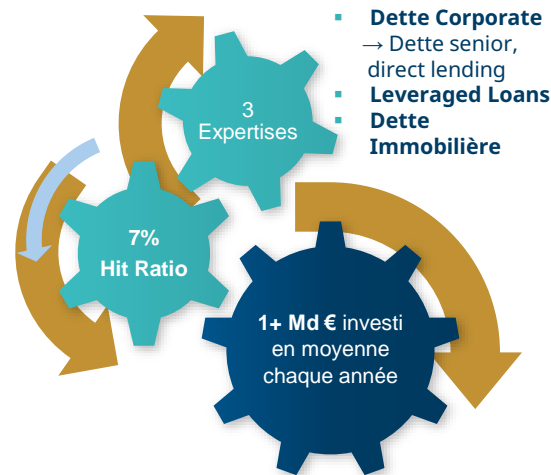 ▪ Dette Corporate
→ Dette senior,
direct lending
▪ Leveraged Loans
▪ Dette
Immobilière
3
Expertises
7%
Hit Ratio
1+ Md € investi
en moyenne
chaque année